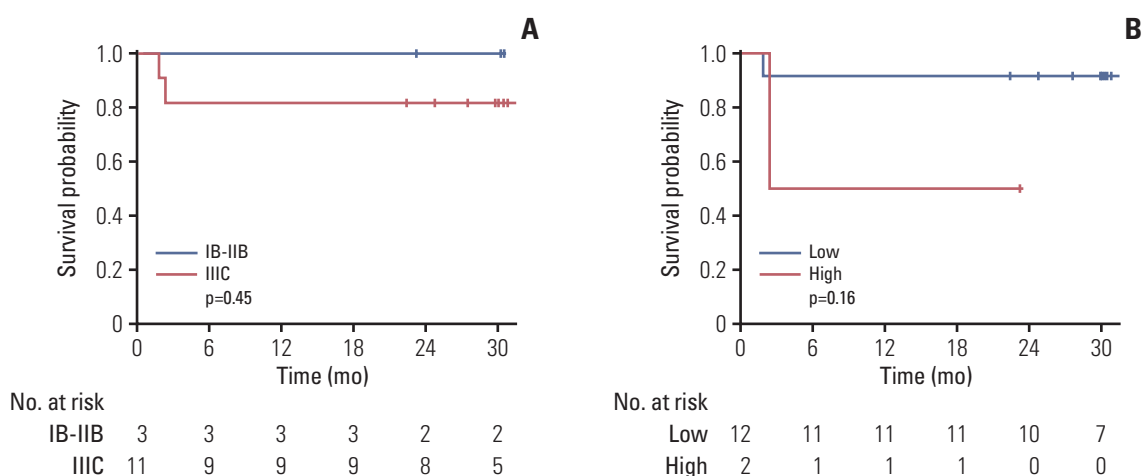 A
1.0
0.8
0.6
0.4
0.2
0
Survival probability
IB-IIB
IIIC
p=0.45
0 6 12 18 24 30
Time (mo)
No. at risk
IB-IIB 3 3 3 3 2 2
IIIC 11 9 9 9 8 5
B
1.0
0.8
0.6
0.4
0.2
0
Survival probability
Low
High
p=0.16
0 6 12 18 24 30
Time (mo)
No. at risk
Low 12 11 11 11 10 7
High 2 1 1 1 0 0